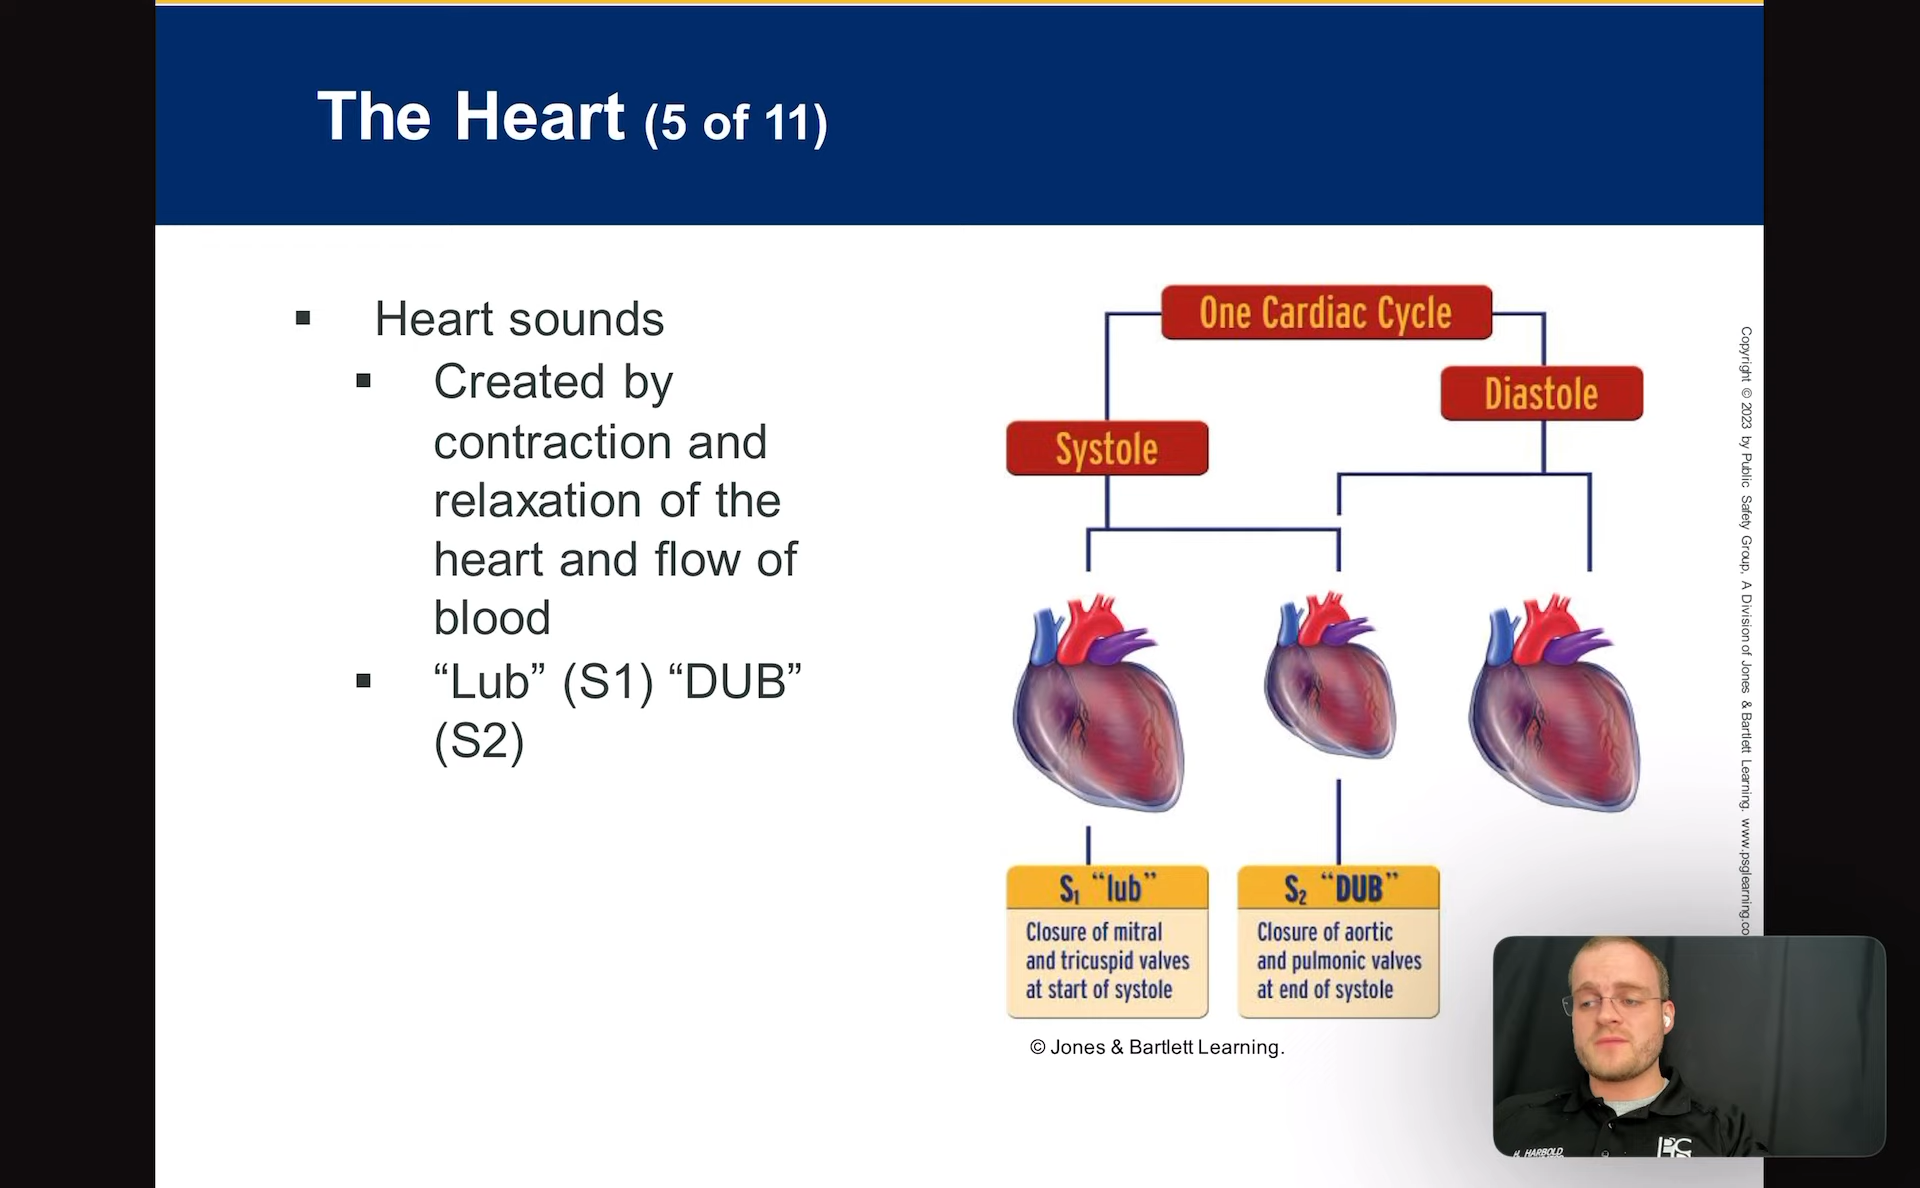 The Heart (5 of 11)
▪ Heart sounds
▪ Created by
contraction and
relaxation of the
heart and flow of
blood
▪ “Lub” (S1) “DUB”
(S2)
One Cardiac Cycle
Diastole
Systole
S₁ “lub”
Closure of mitral
and tricuspid valves
at start of systole
S₂ “DUB”
Closure of aortic
and pulmonic valves
at end of systole
© Jones & Bartlett Learning.
Copyright © 2023 by Public Safety Group, A Division of Jones & Bartlett Learning. www.psglearning.co
HARBOLD